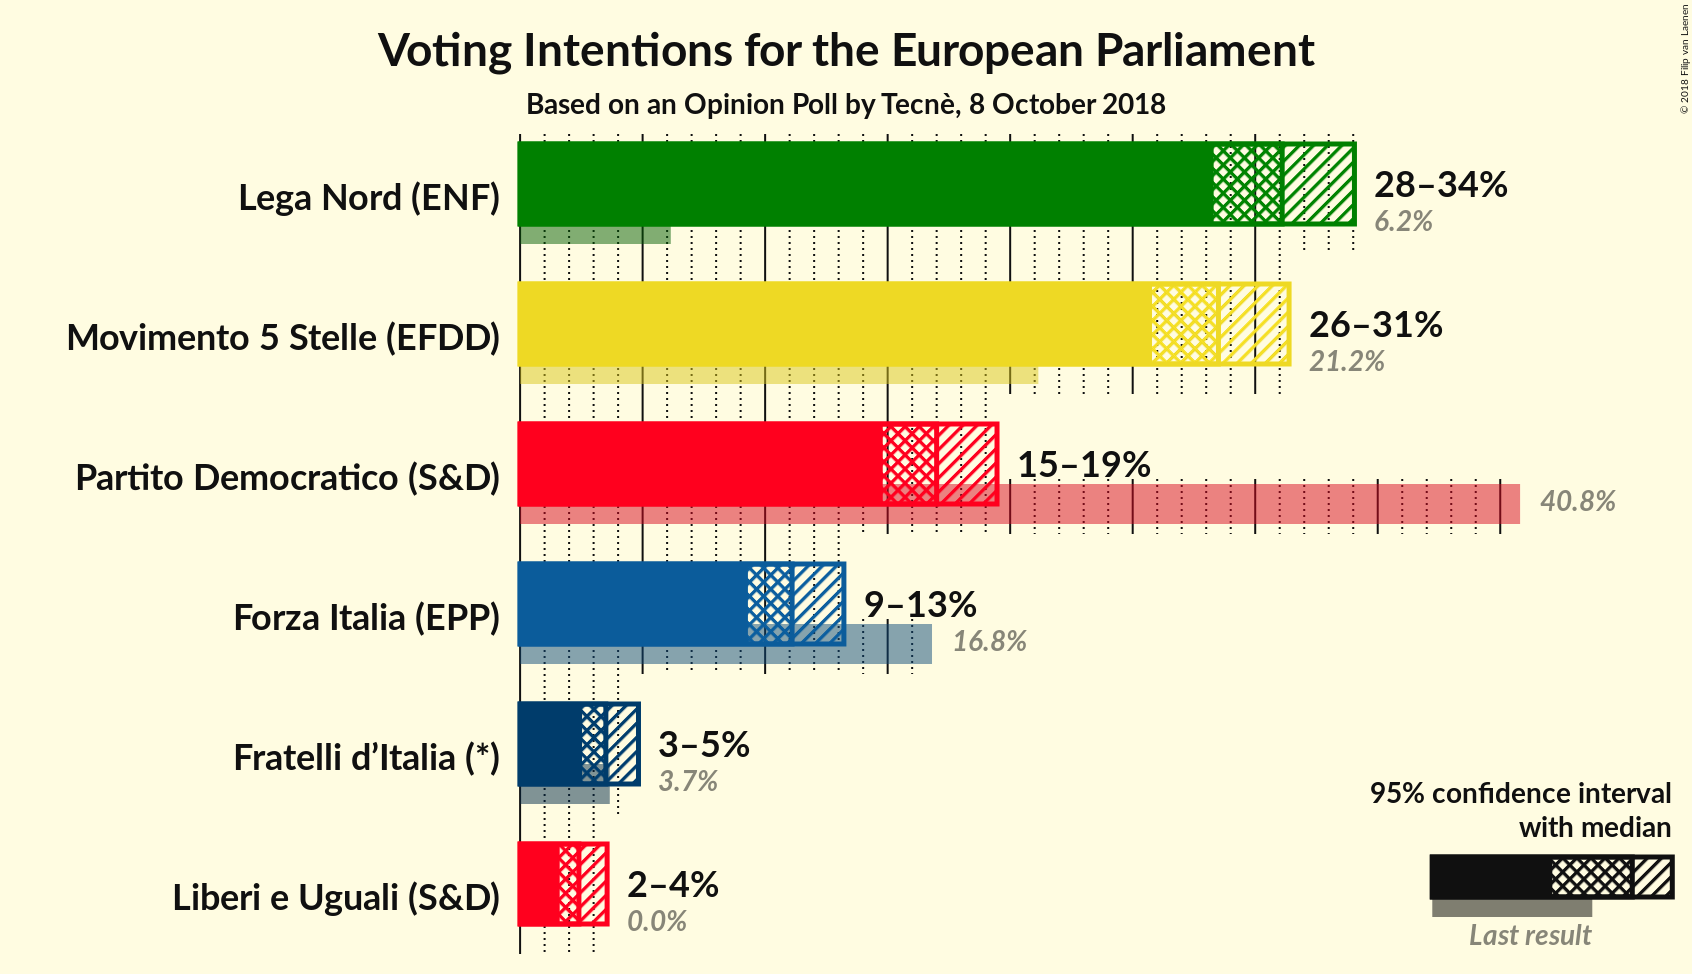 Voting Intentions for the European Parliament
Based on an Opinion Poll by Tecnè, 8 October 2018
© 2018 Filip van Laenen
Lega Nord (ENF)
28–34%
6.2%
Movimento 5 Stelle (EFDD)
26–31%
21.2%
Partito Democratico (S&D)
15–19%
40.8%
Forza Italia (EPP)
9–13%
16.8%
Fratelli d’Italia (*)
3–5%
3.7%
Liberi e Uguali (S&D)
2–4%
0.0%
95% confidence interval
with median
Last result